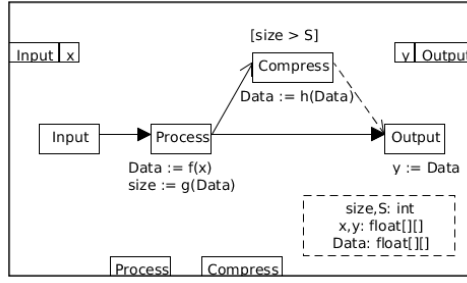 [size > S]
Input x
y Output
Compress
Data := h(Data)
Input
Process
Output
Data := f(x)
size := g(Data)
y := Data
size,S: int
x,y: float[][]
Data: float[][]
Process
Compress